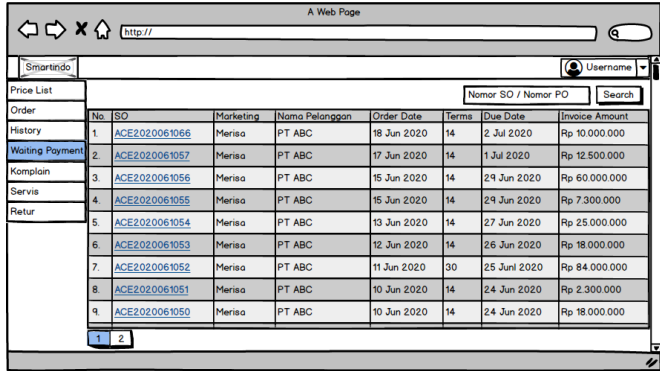 A Web Page
http://
Smartindo
Username
Price List
Order
History
Waiting Payment
Komplain
Servis
Retur
Nomor SO / Nomor PO
Search
No. SO Marketing Nama Pelanggan Order Date Terms Due Date Invoice Amount
1. ACE2020061066 Merisa PT ABC 18 Jun 2020 14 2 Jul 2020 Rp 10.000.000
2. ACE2020061057 Merisa PT ABC 17 Jun 2020 14 1 Jul 2020 Rp 12.500.000
3. ACE2020061056 Merisa PT ABC 15 Jun 2020 14 29 Jun 2020 Rp 60.000.000
4. ACE2020061055 Merisa PT ABC 15 Jun 2020 14 29 Jun 2020 Rp 7.300.000
5. ACE2020061054 Merisa PT ABC 13 Jun 2020 14 27 Jun 2020 Rp 25.000.000
6. ACE2020061053 Merisa PT ABC 12 Jun 2020 14 26 Jun 2020 Rp 18.000.000
7. ACE2020061052 Merisa PT ABC 11 Jun 2020 30 25 Junl 2020 Rp 84.000.000
8. ACE2020061051 Merisa PT ABC 10 Jun 2020 14 24 Jun 2020 Rp 2.300.000
9. ACE2020061050 Merisa PT ABC 10 Jun 2020 14 24 Jun 2020 Rp 18.000.000
1 2